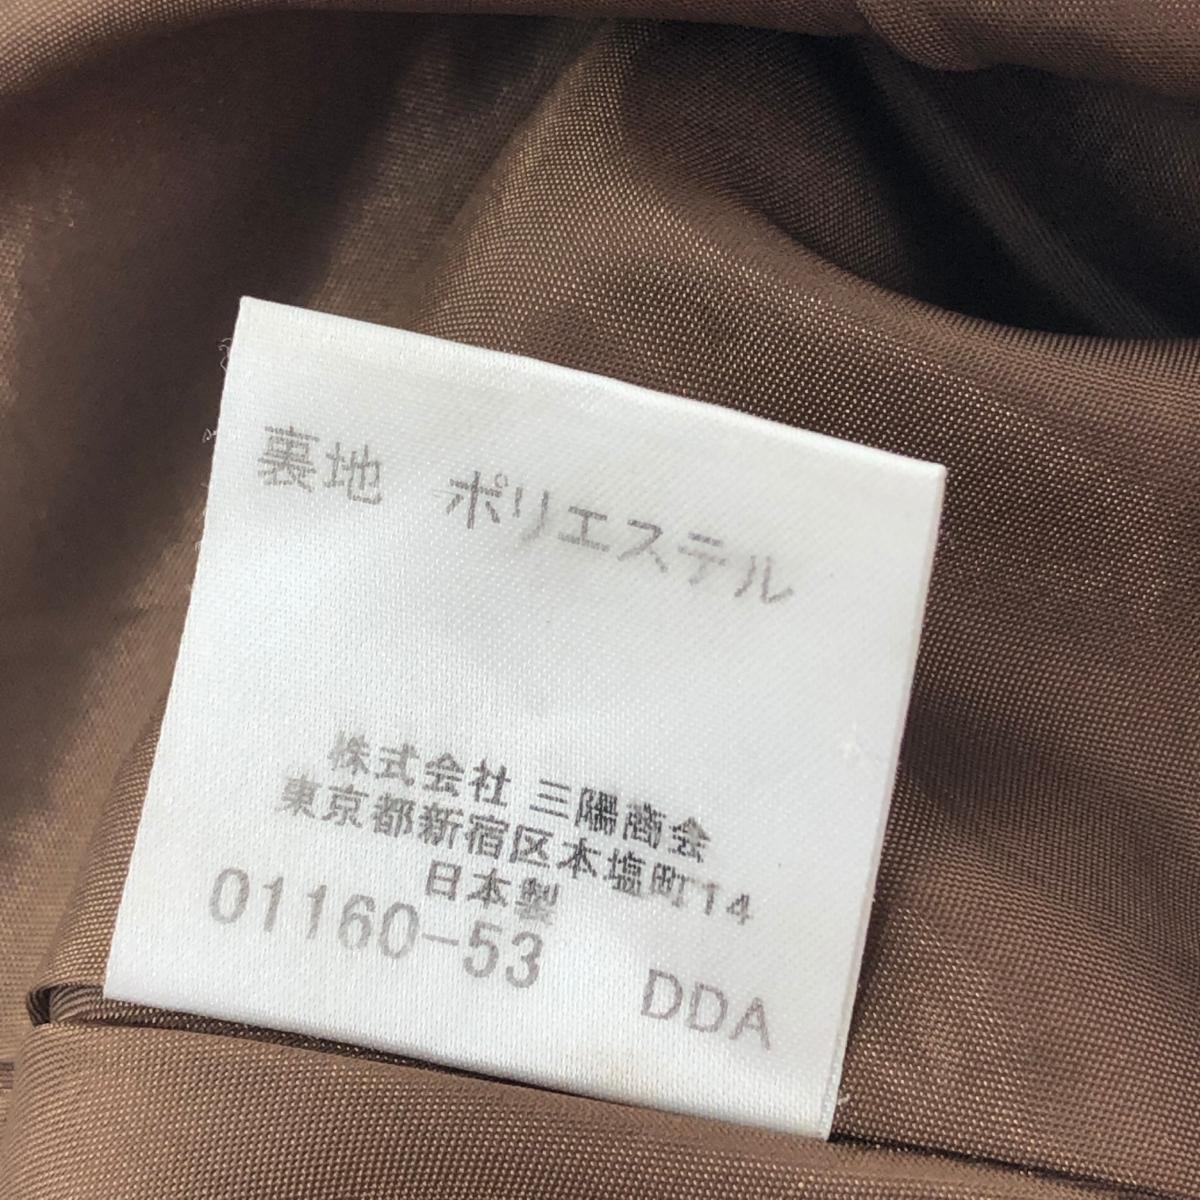 裏地　ポリエステル
株式会社 三陽商会
東京都新宿区本塩町14
日本製
01160-53　DDA